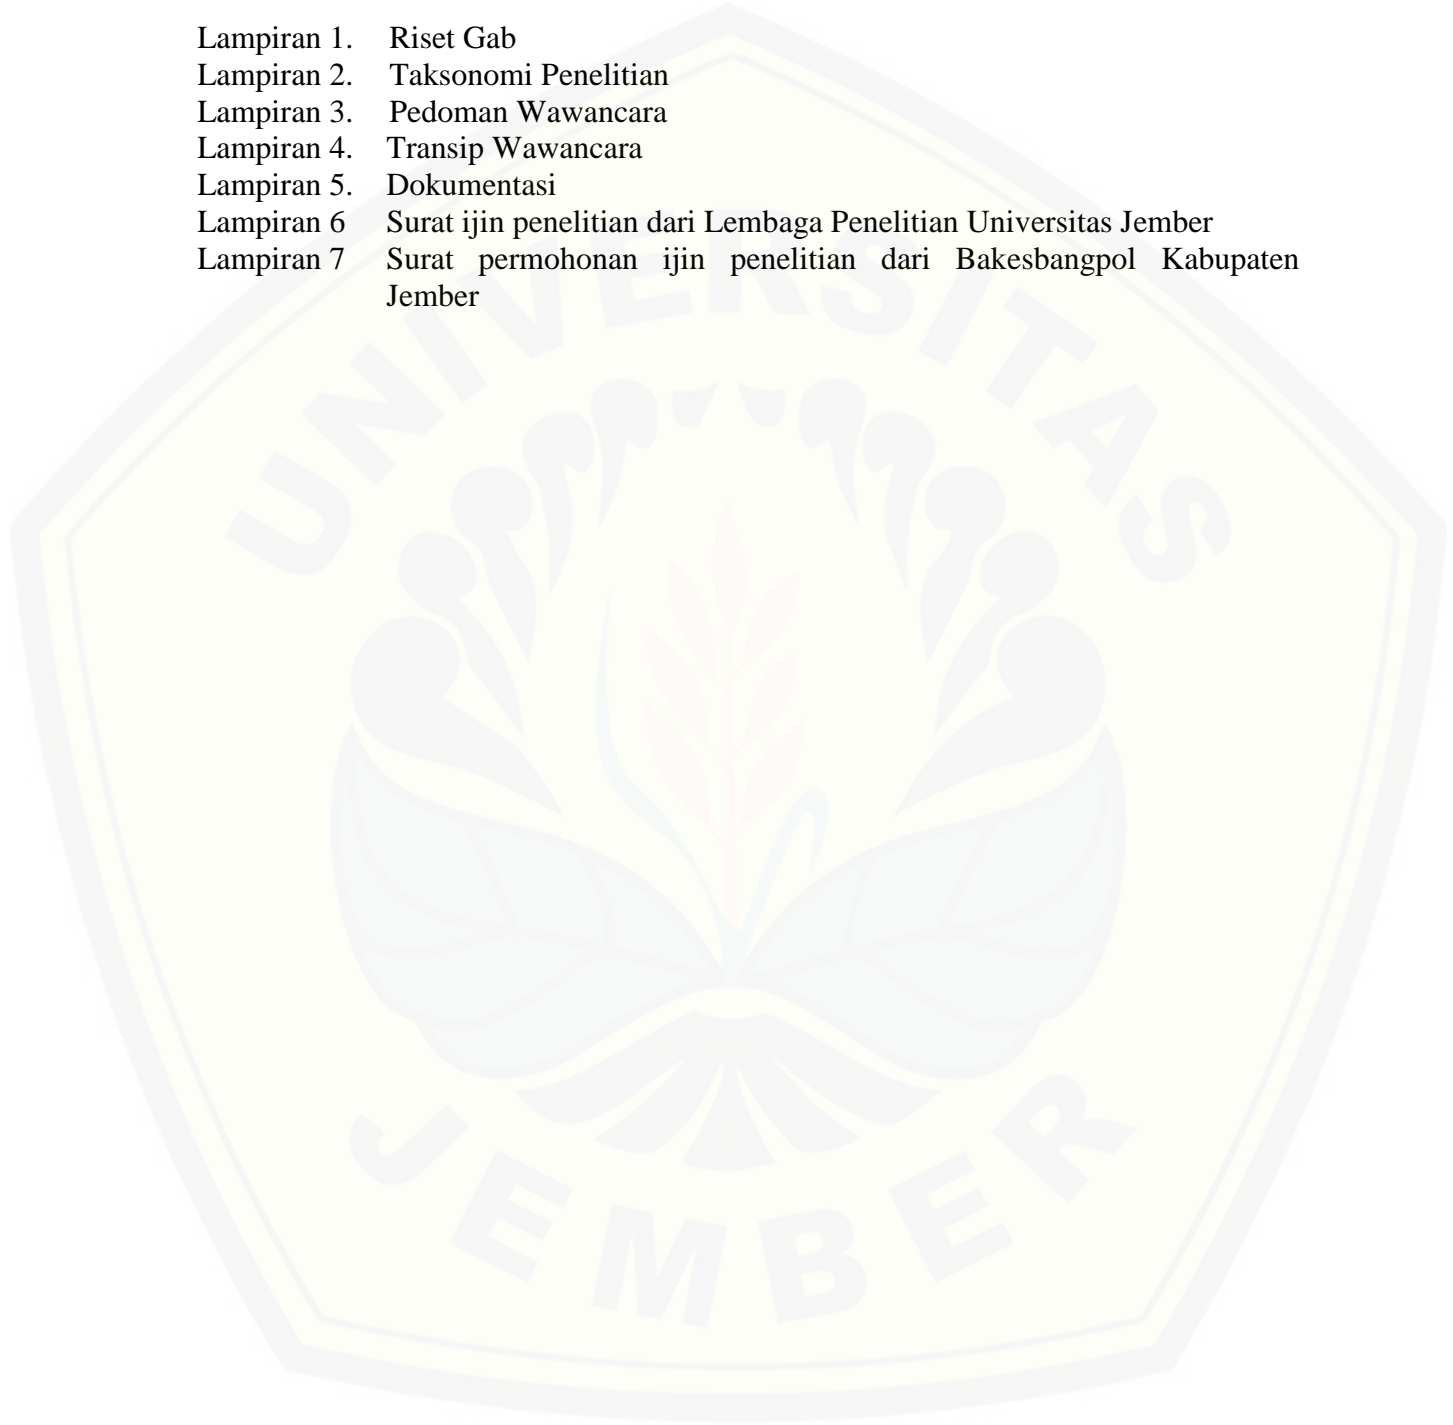 Lampiran 1. Riset Gab
Lampiran 2. Taksonomi Penelitian
Lampiran 3. Pedoman Wawancara
Lampiran 4. Transip Wawancara
Lampiran 5. Dokumentasi
Lampiran 6 Surat ijin penelitian dari Lembaga Penelitian Universitas Jember
Lampiran 7 Surat permohonan ijin penelitian dari Bakesbangpol Kabupaten
Jember
UNIVERSITAS
JEMBER